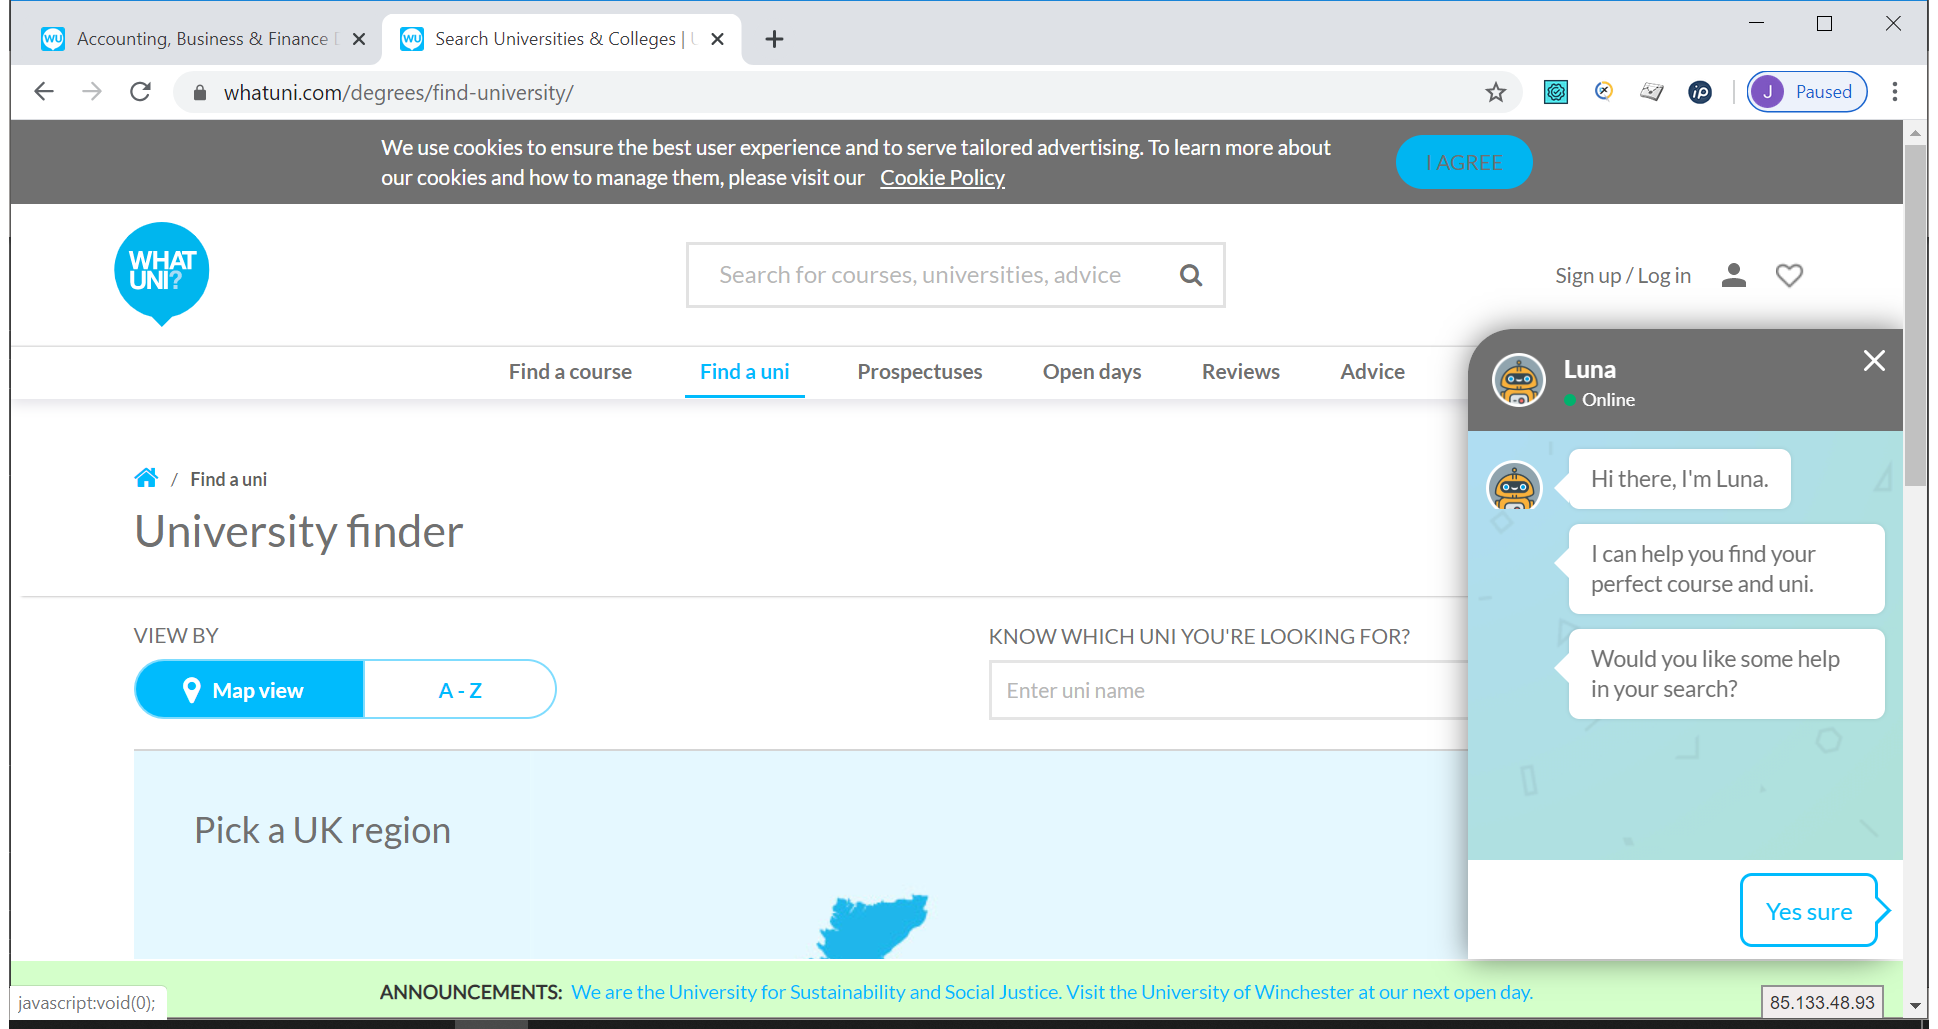 Accounting, Business & Finance
Search Universities & Colleges |
whatuni.com/degrees/find-university/
J Paused
We use cookies to ensure the best user experience and to serve tailored advertising. To learn more about
our cookies and how to manage them, please visit our Cookie Policy
I AGREE
WHAT
UNI?
Search for courses, universities, advice
Sign up / Log in
Find a course Find a uni Prospectuses Open days Reviews Advice
/ Find a uni
University finder
VIEW BY
Map view
A - Z
KNOW WHICH UNI YOU'RE LOOKING FOR?
Enter uni name
Pick a UK region
Luna
Online
Hi there, I'm Luna.
I can help you find your
perfect course and uni.
Would you like some help
in your search?
Yes sure
ANNOUNCEMENTS: We are the University for Sustainability and Social Justice. Visit the University of Winchester at our next open day.
javascript:void(0);
85.133.48.93